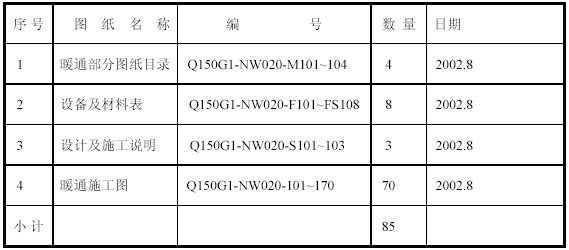 序号 图纸名称 编号 数量 日期
1 暖通部分图纸目录 Q150G1-NW020-M101~104 4 2002.8
2 设备及材料表 Q150G1-NW020-F101~FS108 8 2002.8
3 设计及施工说明 Q150G1-NW020-S101~103 3 2002.8
4 暖通施工图 Q150G1-NW020-101~170 70 2002.8
小计 85